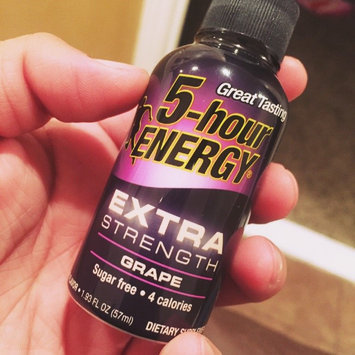 Great Tasting
5-hour
ENERGY®
EXTRA
STRENGTH
GRAPE
Sugar free • 4 calories
1.93 FL OZ (57ml)
DIETARY